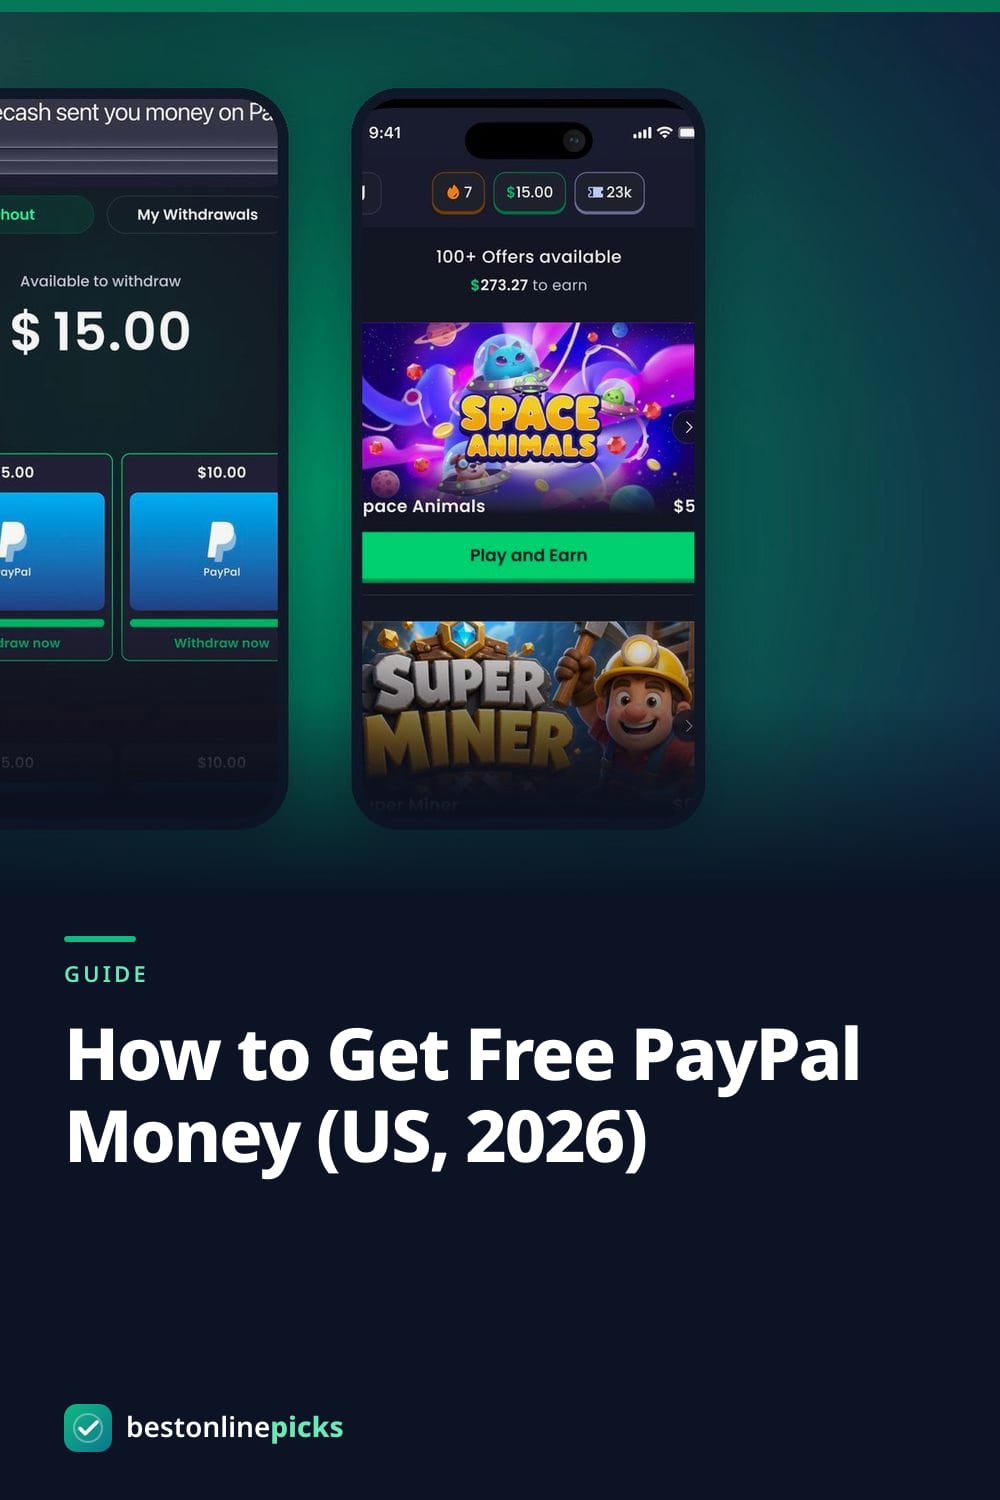 ecash sent you money on Pa
hout
My Withdrawals
Available to withdraw
$ 15.00
5.00
$10.00
ayPal
PayPal
draw now
Withdraw now
5.00
$10.00
9:41
7
$15.00
23k
100+ Offers available
$273.27 to earn
SPACE
ANIMALS
pace Animals
$5
Play and Earn
SUPER
MINER
per Miner
GUIDE
How to Get Free PayPal
Money (US, 2026)
bestonlinepicks